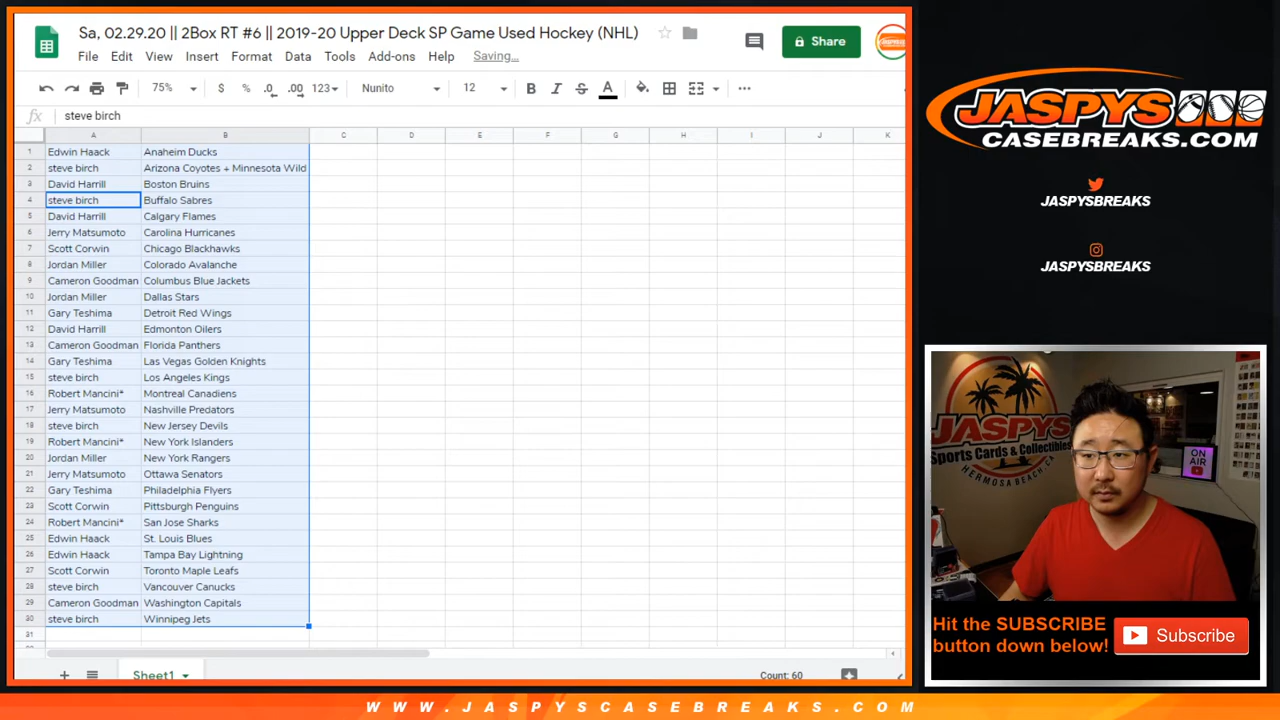 Sa, 02.29.20 || 2Box RT #6 || 2019-20 Upper Deck SP Game Used Hockey (NHL)
File Edit View Insert Format Data Tools Add-ons Help Saving...
Share
75% $ % .0 .00 123 Nunito 12 B I S A
fx steve birch
A B C D E F G H I J K
1 Edwin Haack Anaheim Ducks
2 steve birch Arizona Coyotes + Minnesota Wild
3 David Harrill Boston Bruins
4 steve birch Buffalo Sabres
5 David Harrill Calgary Flames
6 Jerry Matsumoto Carolina Hurricanes
7 Scott Corwin Chicago Blackhawks
8 Jordan Miller Colorado Avalanche
9 Cameron Goodman Columbus Blue Jackets
10 Jordan Miller Dallas Stars
11 Gary Teshima Detroit Red Wings
12 David Harrill Edmonton Oilers
13 Cameron Goodman Florida Panthers
14 Gary Teshima Las Vegas Golden Knights
15 steve birch Los Angeles Kings
16 Robert Mancini* Montreal Canadiens
17 Jerry Matsumoto Nashville Predators
18 steve birch New Jersey Devils
19 Robert Mancini* New York Islanders
20 Jordan Miller New York Rangers
21 Jerry Matsumoto Ottawa Senators
22 Gary Teshima Philadelphia Flyers
23 Scott Corwin Pittsburgh Penguins
24 Robert Mancini* San Jose Sharks
25 Edwin Haack St. Louis Blues
26 Edwin Haack Tampa Bay Lightning
27 Scott Corwin Toronto Maple Leafs
28 steve birch Vancouver Canucks
29 Cameron Goodman Washington Capitals
30 steve birch Winnipeg Jets
31
Sheet1 Count: 60
JASPYS
CASEBREAKS.COM
JASPYSBREAKS
JASPYSBREAKS
JASPYS
Sports Cards & Collectibles
HERMOSA BEACH, CA
ON AIR
Hit the SUBSCRIBE
button down below!
Subscribe
WWW.JASPYSCASEBREAKS.COM